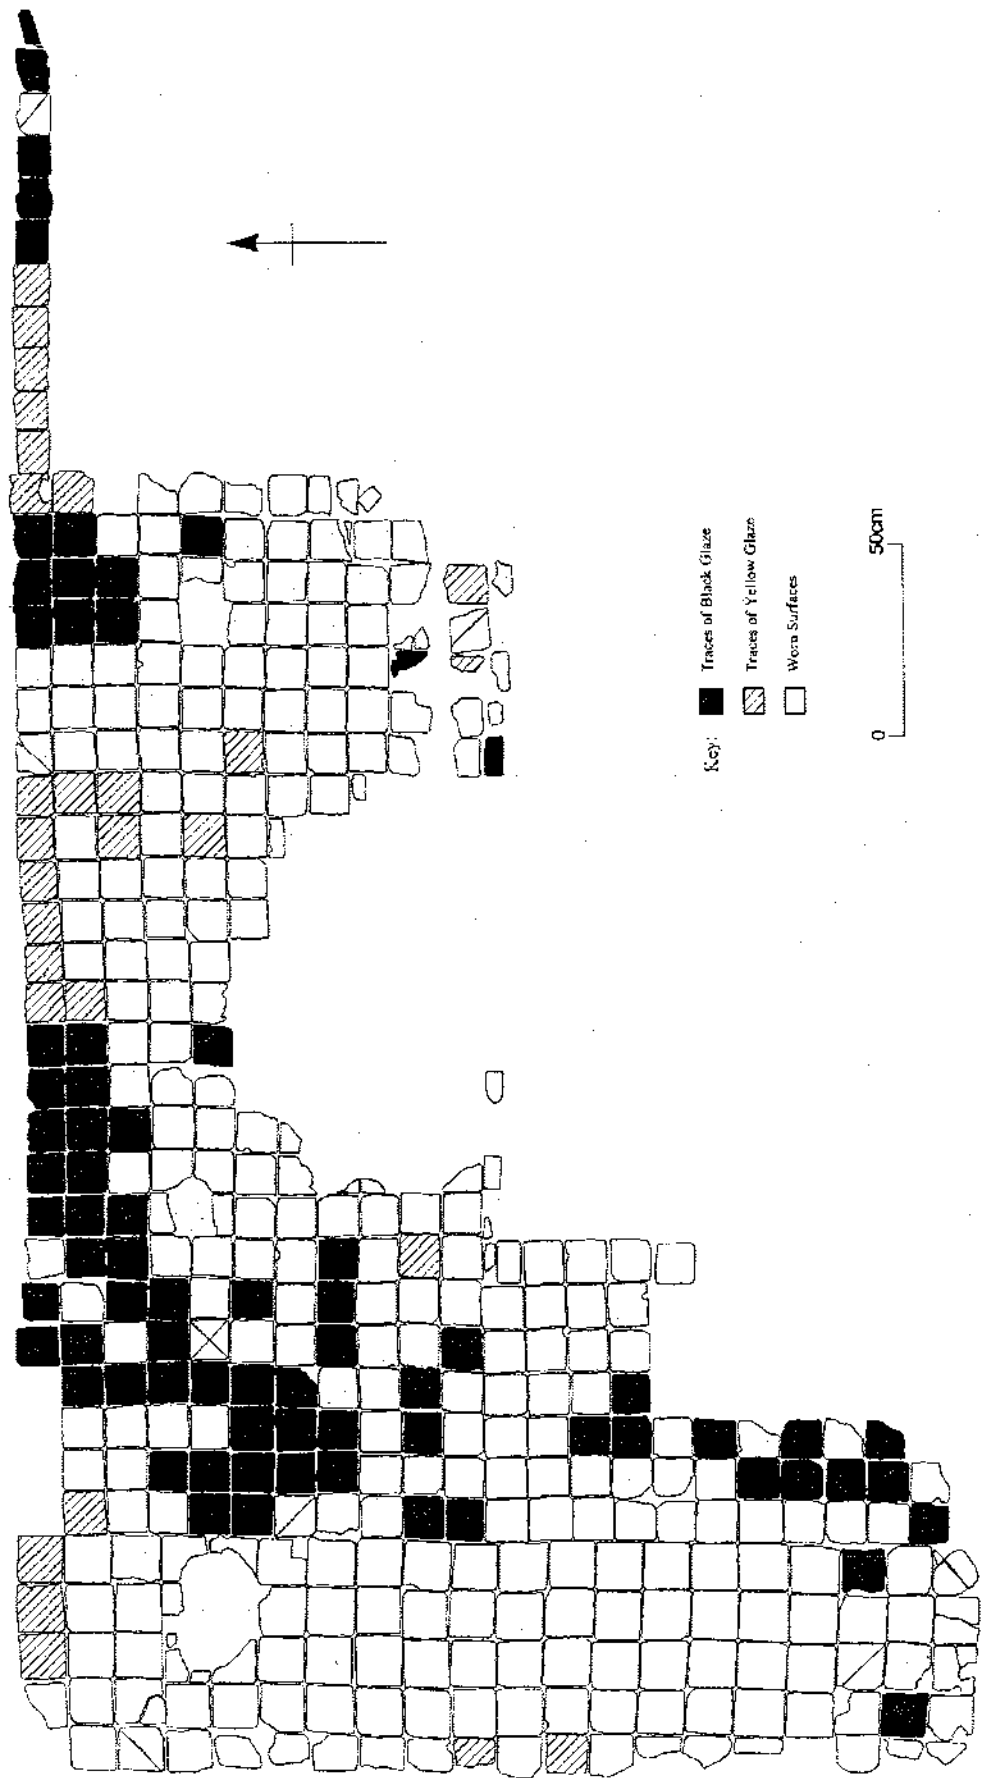 Key:
Traces of Black Glaze
Traces of Yellow Glaze
Worn Surfaces
0 50cm